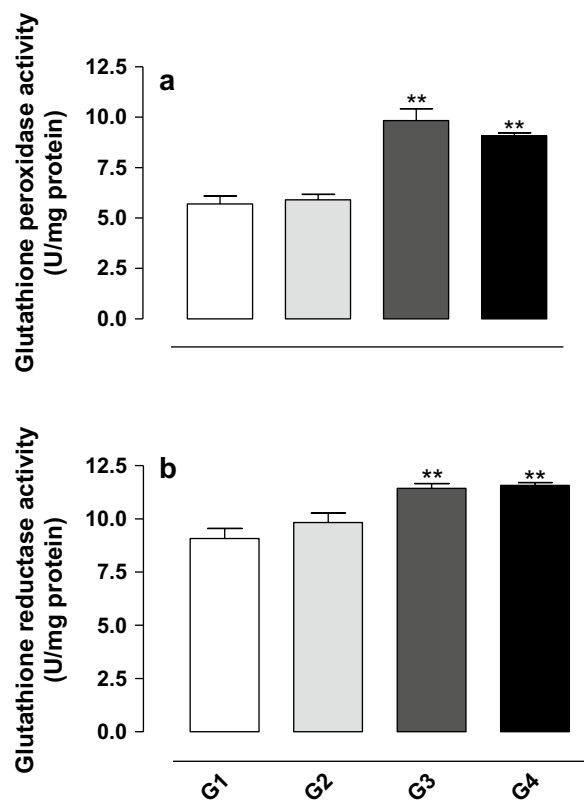 Glutathione peroxidase activity
(U/mg protein)
a
12.5
10.0
7.5
5.0
2.5
0.0
**
**
Glutathione reductase activity
(U/mg protein)
b
12.5
10.0
7.5
5.0
2.5
0.0
**
**
G1
G2
G3
G4